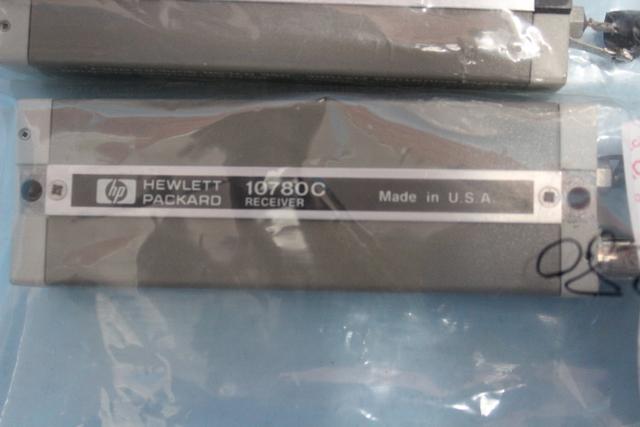 hp HEWLETT PACKARD 10780C RECEIVER Made in U.S.A.